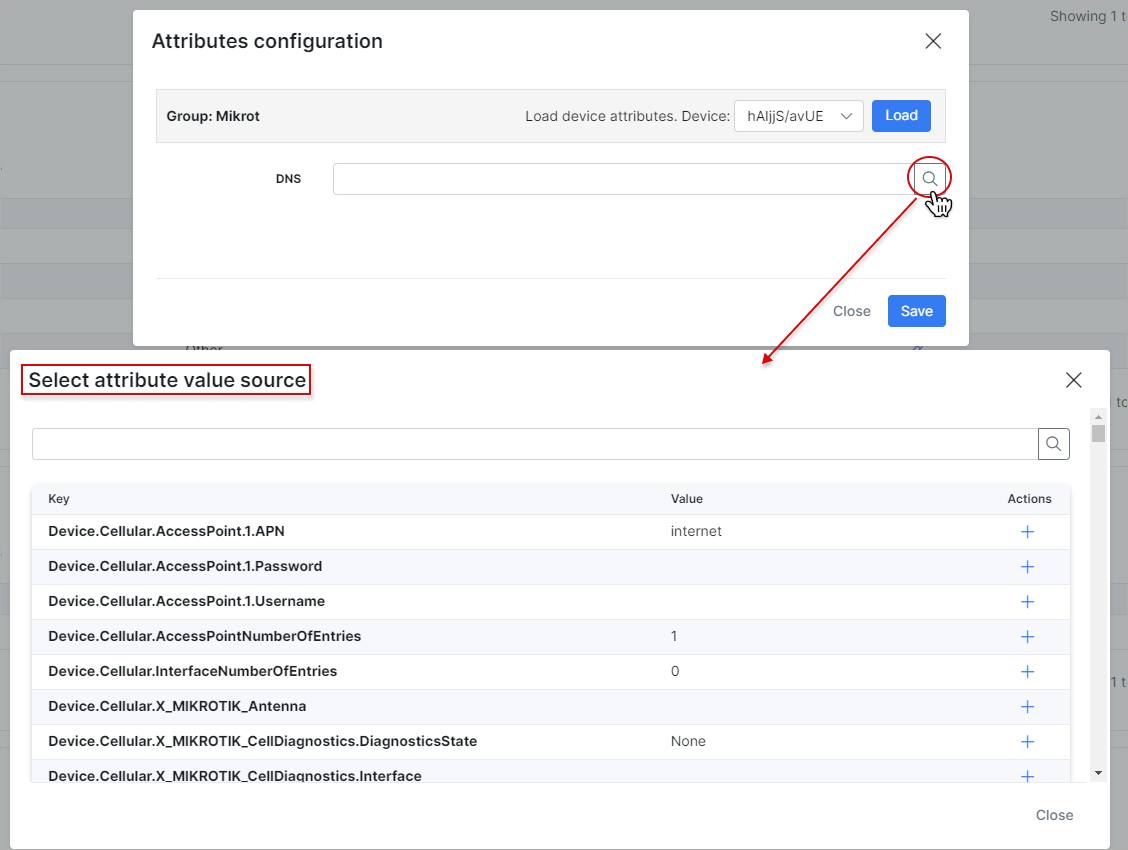 Showing 1 t
Attributes configuration
Group: Mikrot
Load device attributes. Device: hAIjjS/avUE Load
DNS
Close Save
Select attribute value source
to
Key Value Actions
Device.Cellular.AccessPoint.1.APN internet
Device.Cellular.AccessPoint.1.Password
Device.Cellular.AccessPoint.1.Username
Device.Cellular.AccessPointNumberOfEntries 1
Device.Cellular.InterfaceNumberOfEntries 0
1 t
Device.Cellular.X_MIKROTIK_Antenna
Device.Cellular.X_MIKROTIK_CellDiagnostics.DiagnosticsState None
Device.Cellular.X_MIKROTIK_CellDiagnostics.Interface
Close